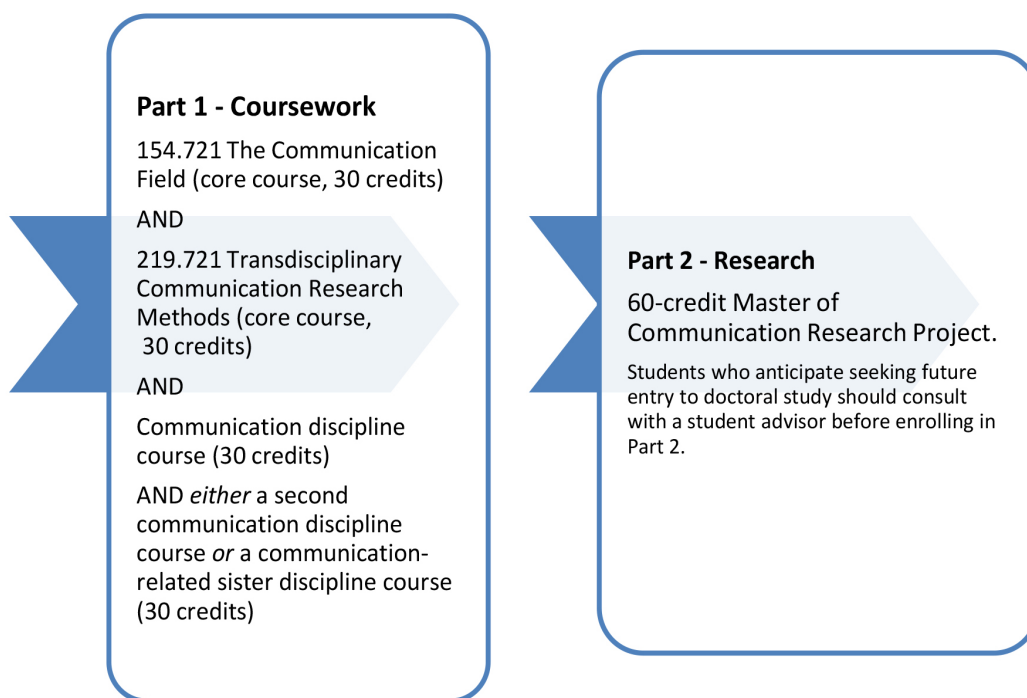 Part 1 - Coursework
154.721 The Communication
Field (core course, 30 credits)
AND
219.721 Transdisciplinary
Communication Research
Methods (core course,
30 credits)
AND
Communication discipline
course (30 credits)
AND either a second
communication discipline
course or a communication-
related sister discipline course
(30 credits)
Part 2 - Research
60-credit Master of
Communication Research Project.
Students who anticipate seeking future
entry to doctoral study should consult
with a student advisor before enrolling in
Part 2.